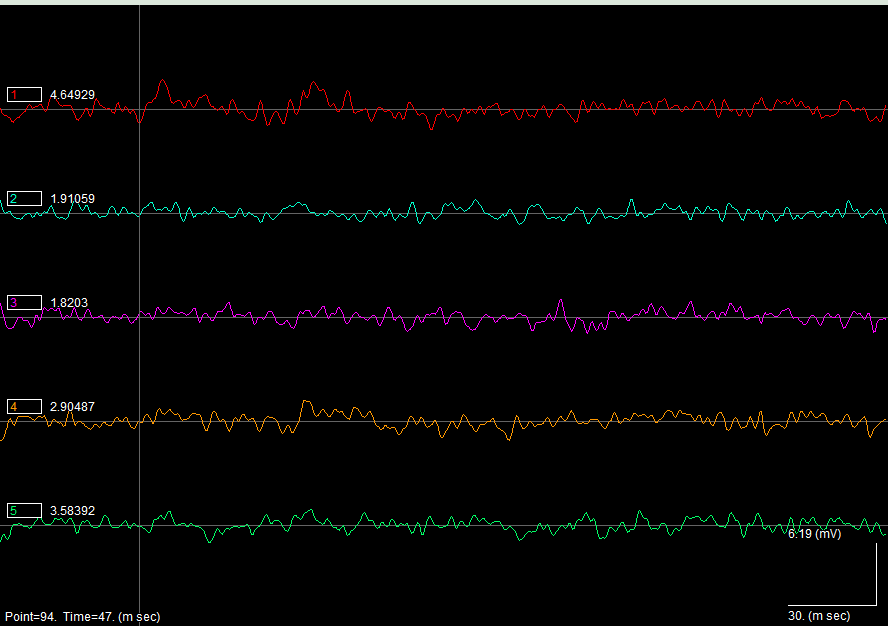 1 4.64929
2 1.91059
3 1.8203
4 2.90487
5 3.58392
6.19 (mV)
30. (m sec)
Point=94. Time=47. (m sec)